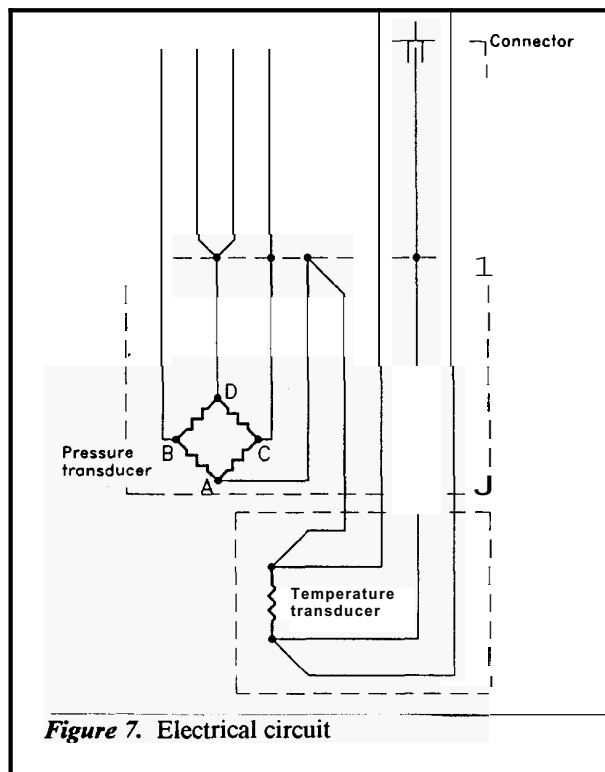 Connector
1
D
B
C
Pressure
transducer
A
J
Temperature
transducer
Figure 7. Electrical circuit